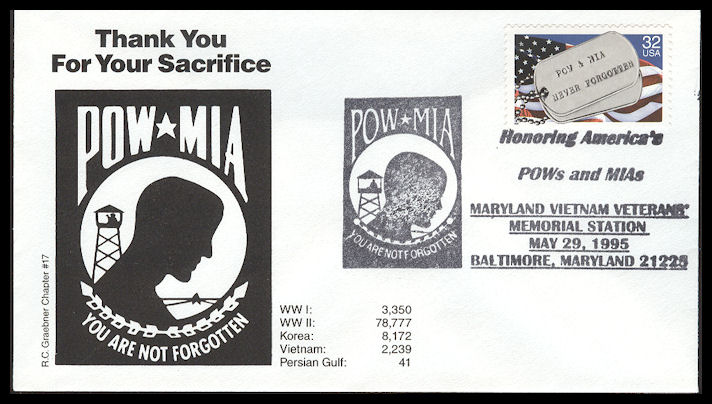 Thank You
For Your Sacrifice
POW★MIA
YOU ARE NOT FORGOTTEN
R.C. Graebner Chapter #17
WW I: 3,350
WW II: 78,777
Korea: 8,172
Vietnam: 2,239
Persian Gulf: 41
POW★MIA
YOU ARE NOT FORGOTTEN
32
USA
POW & MIA
NEVER FORGOTTEN
Honoring America's
POWs and MIAs
MARYLAND VIETNAM VETERANS'
MEMORIAL STATION
MAY 29, 1995
BALTIMORE, MARYLAND 21225